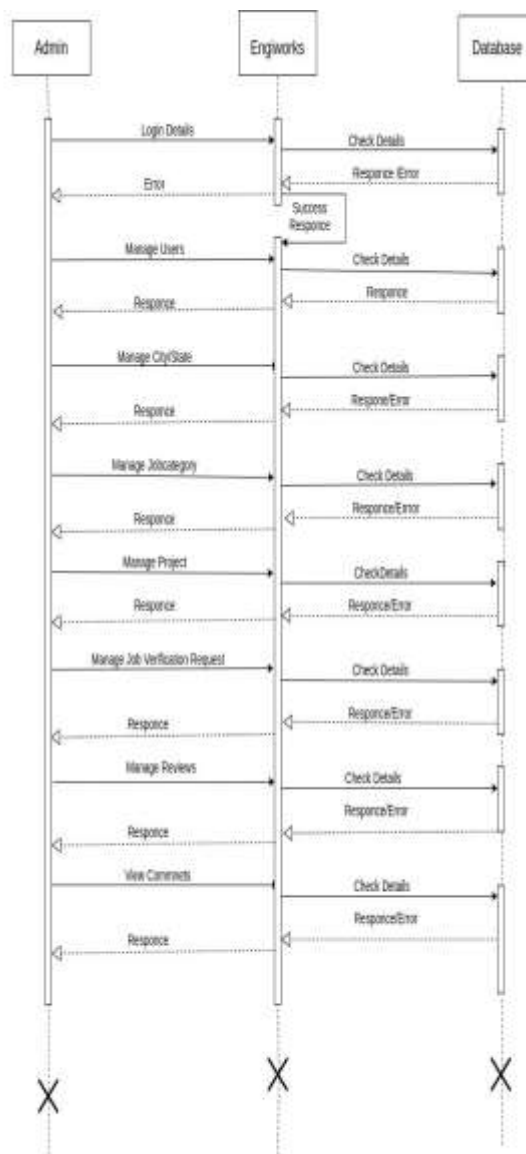 Admin
Engiworks
Database
Login Details
Check Details
Responce /Error
Error
Success
Responce
Manage Users
Check Details
Responce
Responce
Manage City/State
Check Details
Respone/Error
Responce
Manage Jobcategory
Check Details
Responce/Error
Responce
Manage Project
CheckDetails
Responce/Error
Responce
Manage Job Verification Request
Check Details
Responce/Error
Responce
Manage Reviews
Check Details
Responce/Error
Responce
View Commnets
Check Details
Responce/Error
Responce